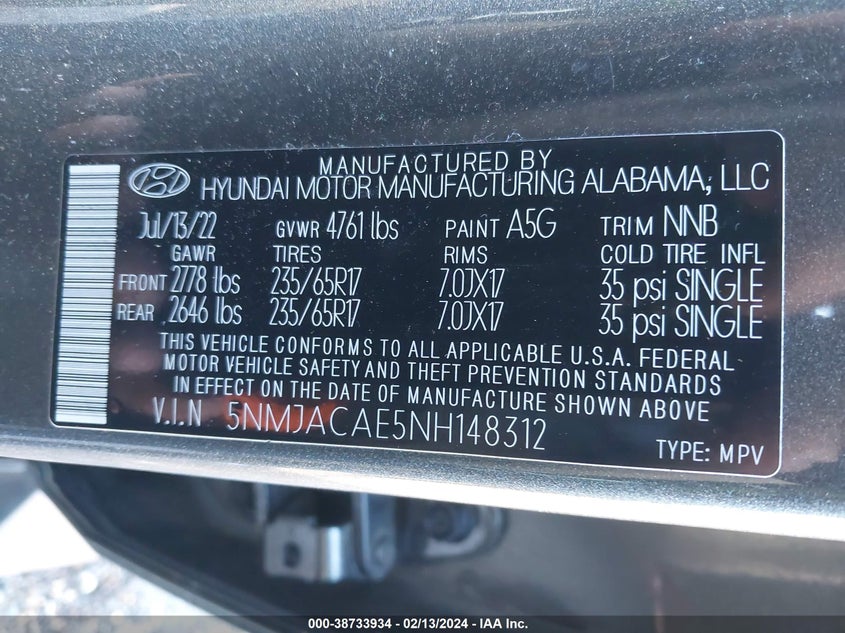 MANUFACTURED BY
HYUNDAI MOTOR MANUFACTURING ALABAMA, LLC
Jul/13/22 GVWR 4761 lbs PAINT A5G TRIM NNB
GAWR TIRES RIMS COLD TIRE INFL
FRONT 2778 lbs 235/65R17 7.0JX17 35 psi SINGLE
REAR 2646 lbs 235/65R17 7.0JX17 35 psi SINGLE
THIS VEHICLE CONFORMS TO ALL APPLICABLE U.S.A. FEDERAL
MOTOR VEHICLE SAFETY AND THEFT PREVENTION STANDARDS
IN EFFECT ON THE DATE OF MANUFACTURE SHOWN ABOVE
V.I.N 5NMJACAE5NH148312
TYPE: MPV
000-38733934 - 02/13/2024 - IAA Inc.